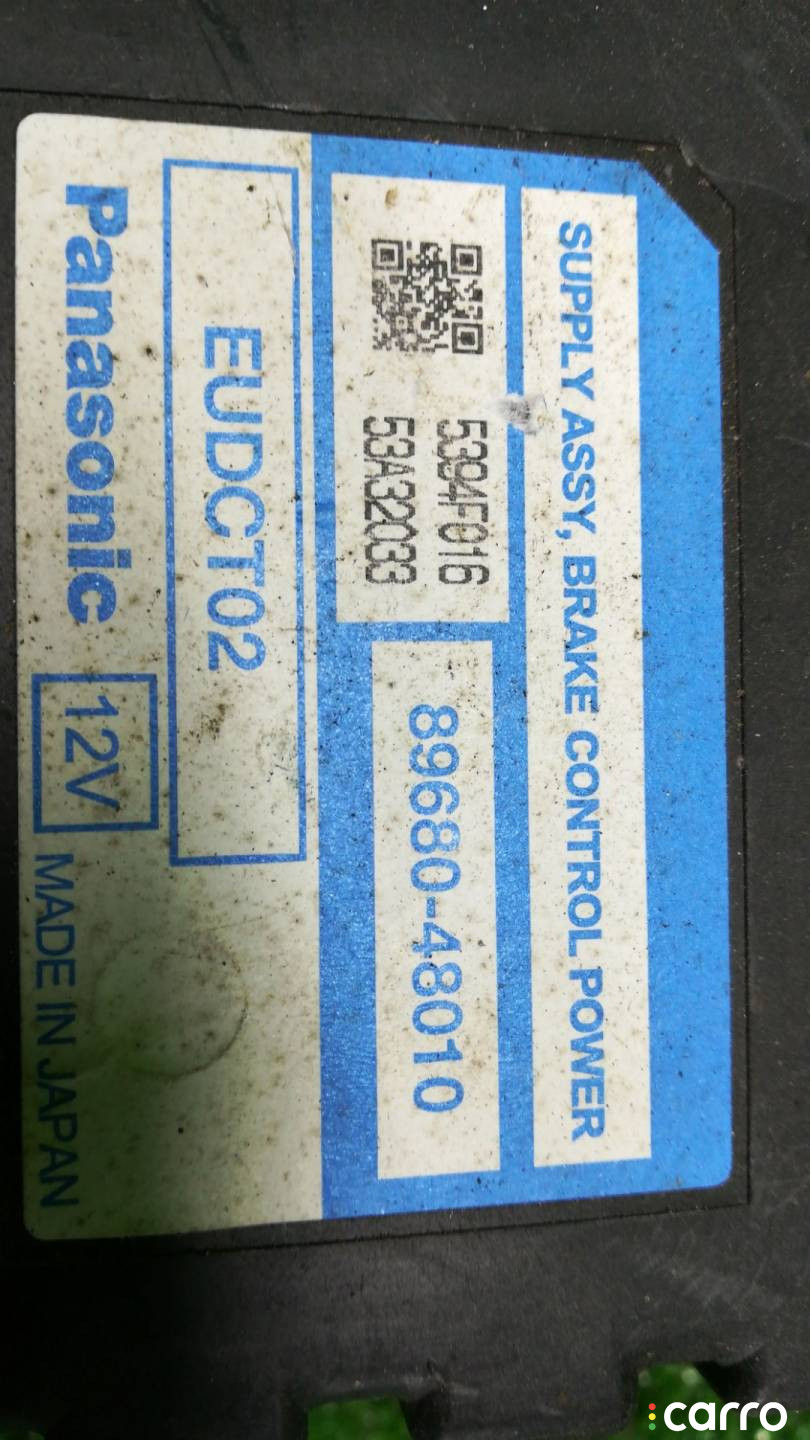 SUPPLY ASSY, BRAKE CONTROL POWER
5394F016
53A32033
89680-48010
EUDCT02
Panasonic
12V
MADE IN JAPAN
carro